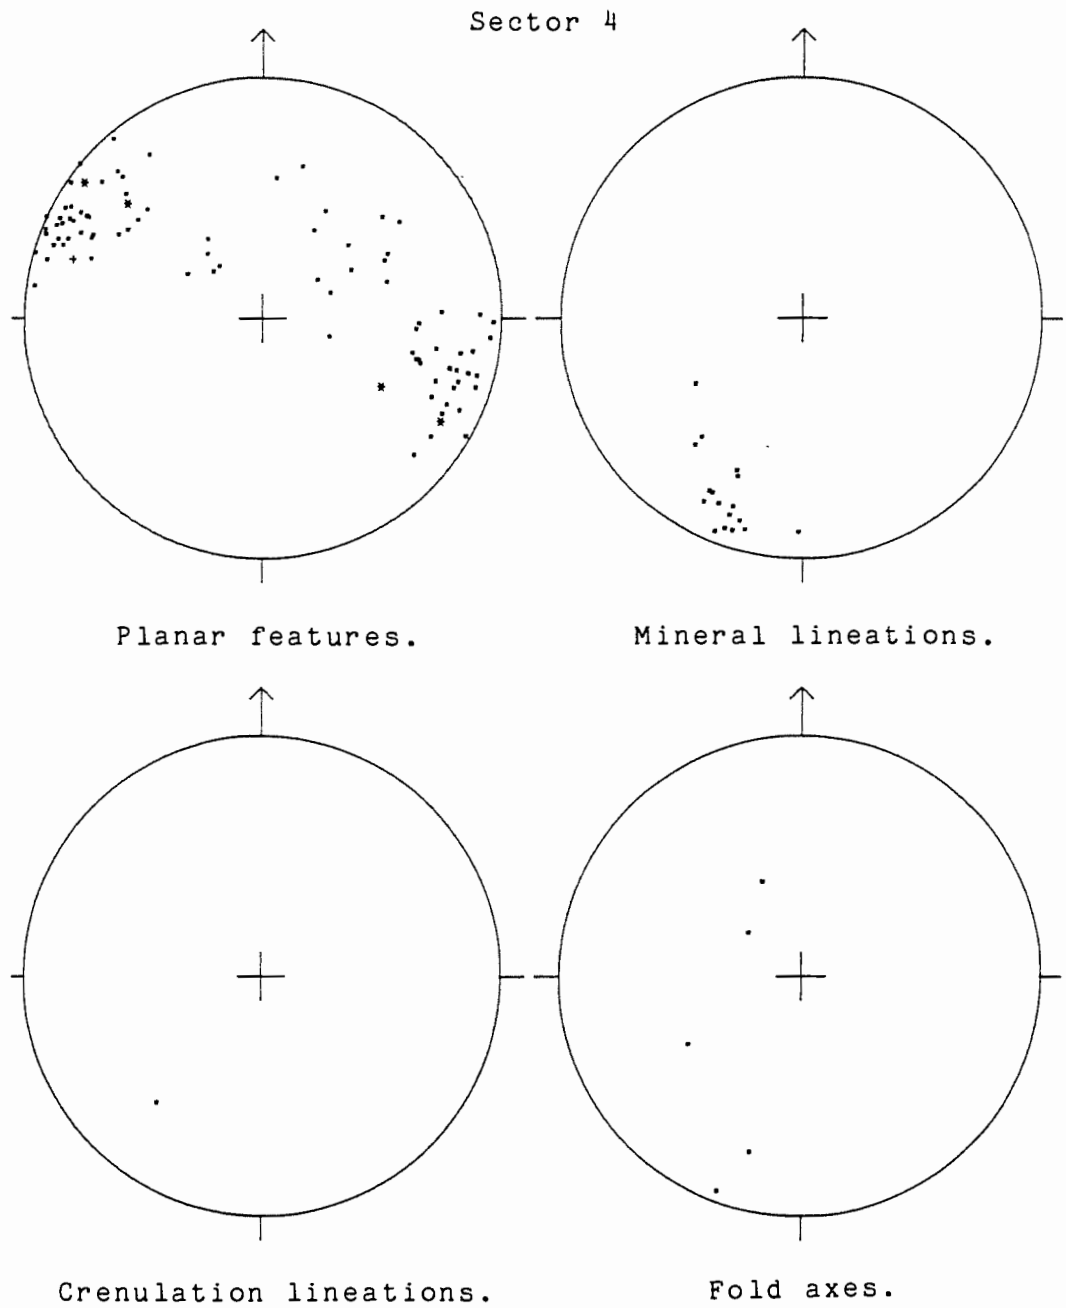 Sector 4
Planar features.
Mineral lineations.
Crenulation lineations.
Fold axes.